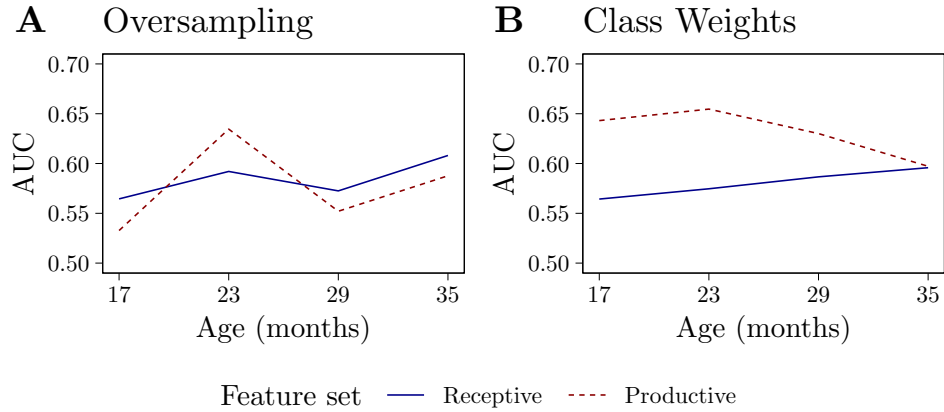 A Oversampling
B Class Weights
0.70
0.65
0.60
0.55
0.50
AUC
17 23 29 35
Age (months)
0.70
0.65
0.60
0.55
0.50
AUC
17 23 29 35
Age (months)
Feature set Receptive Productive